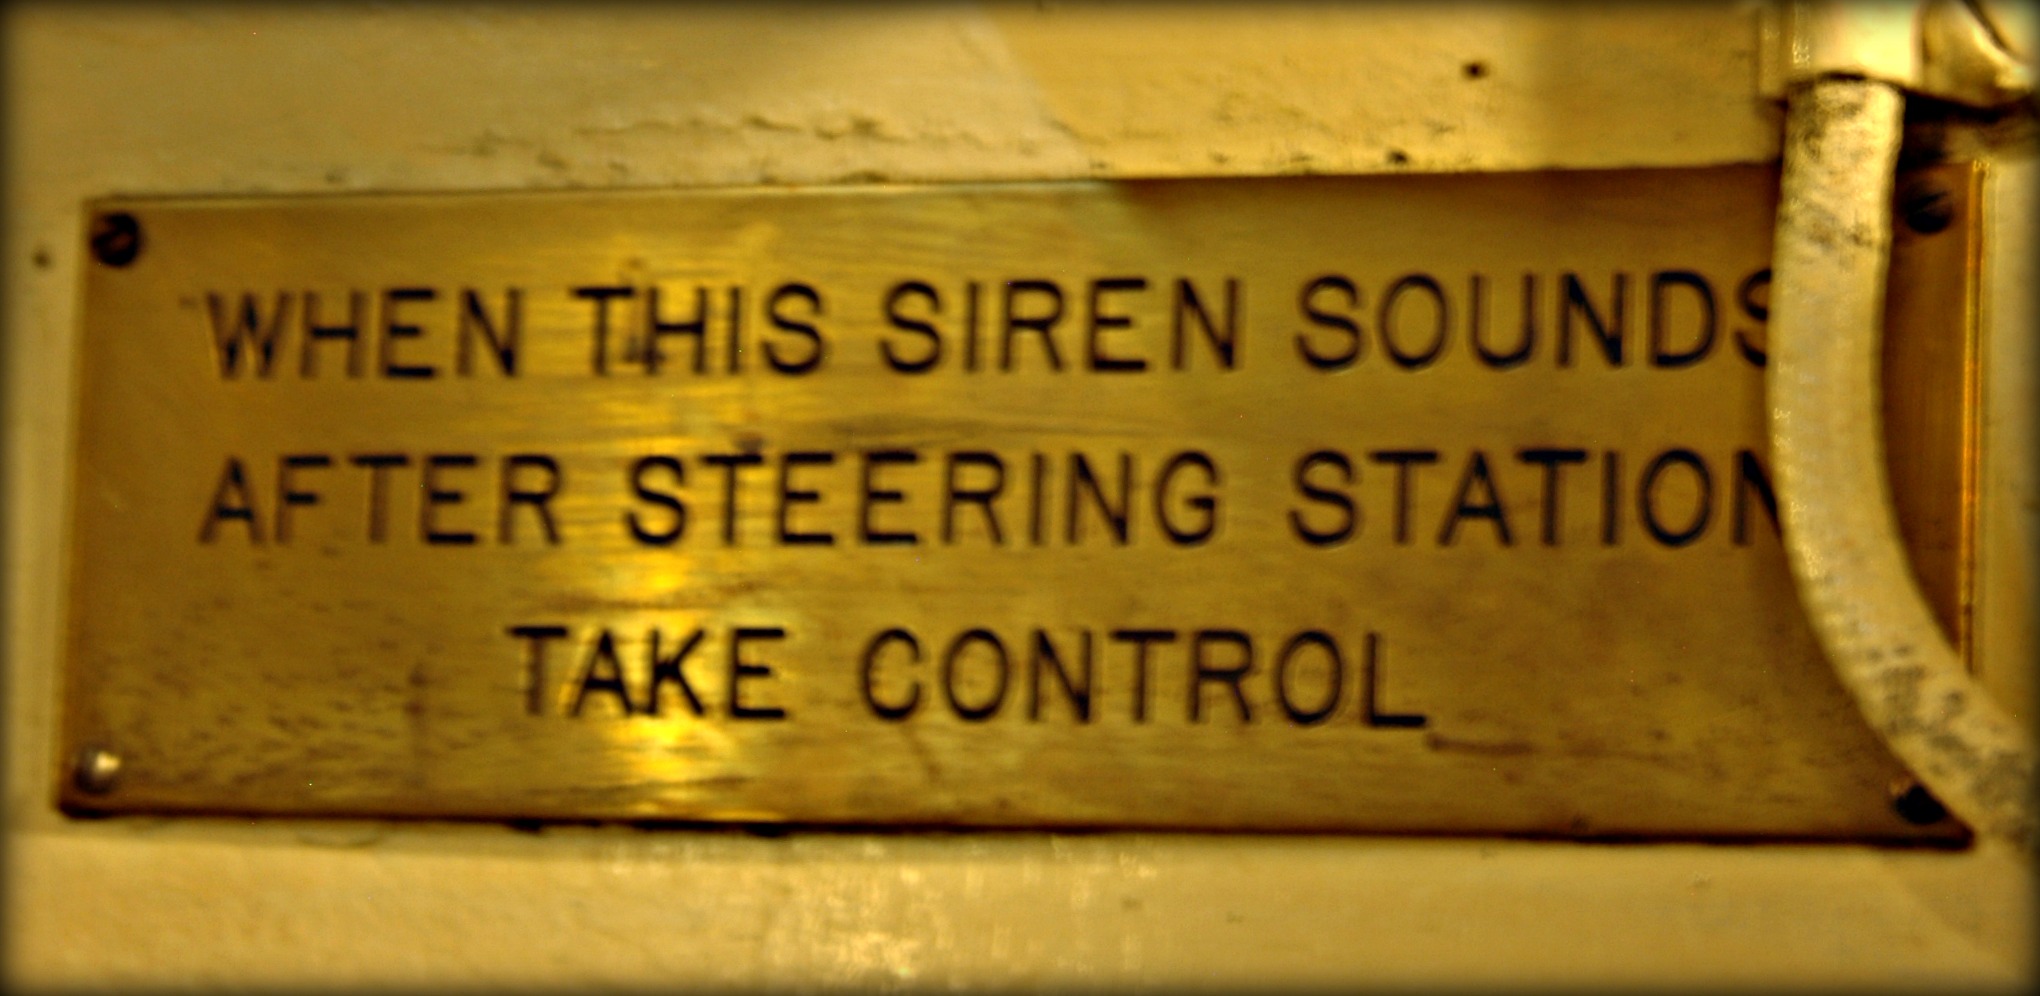 WHEN THIS SIREN SOUNDS
AFTER STEERING STATION
TAKE CONTROL